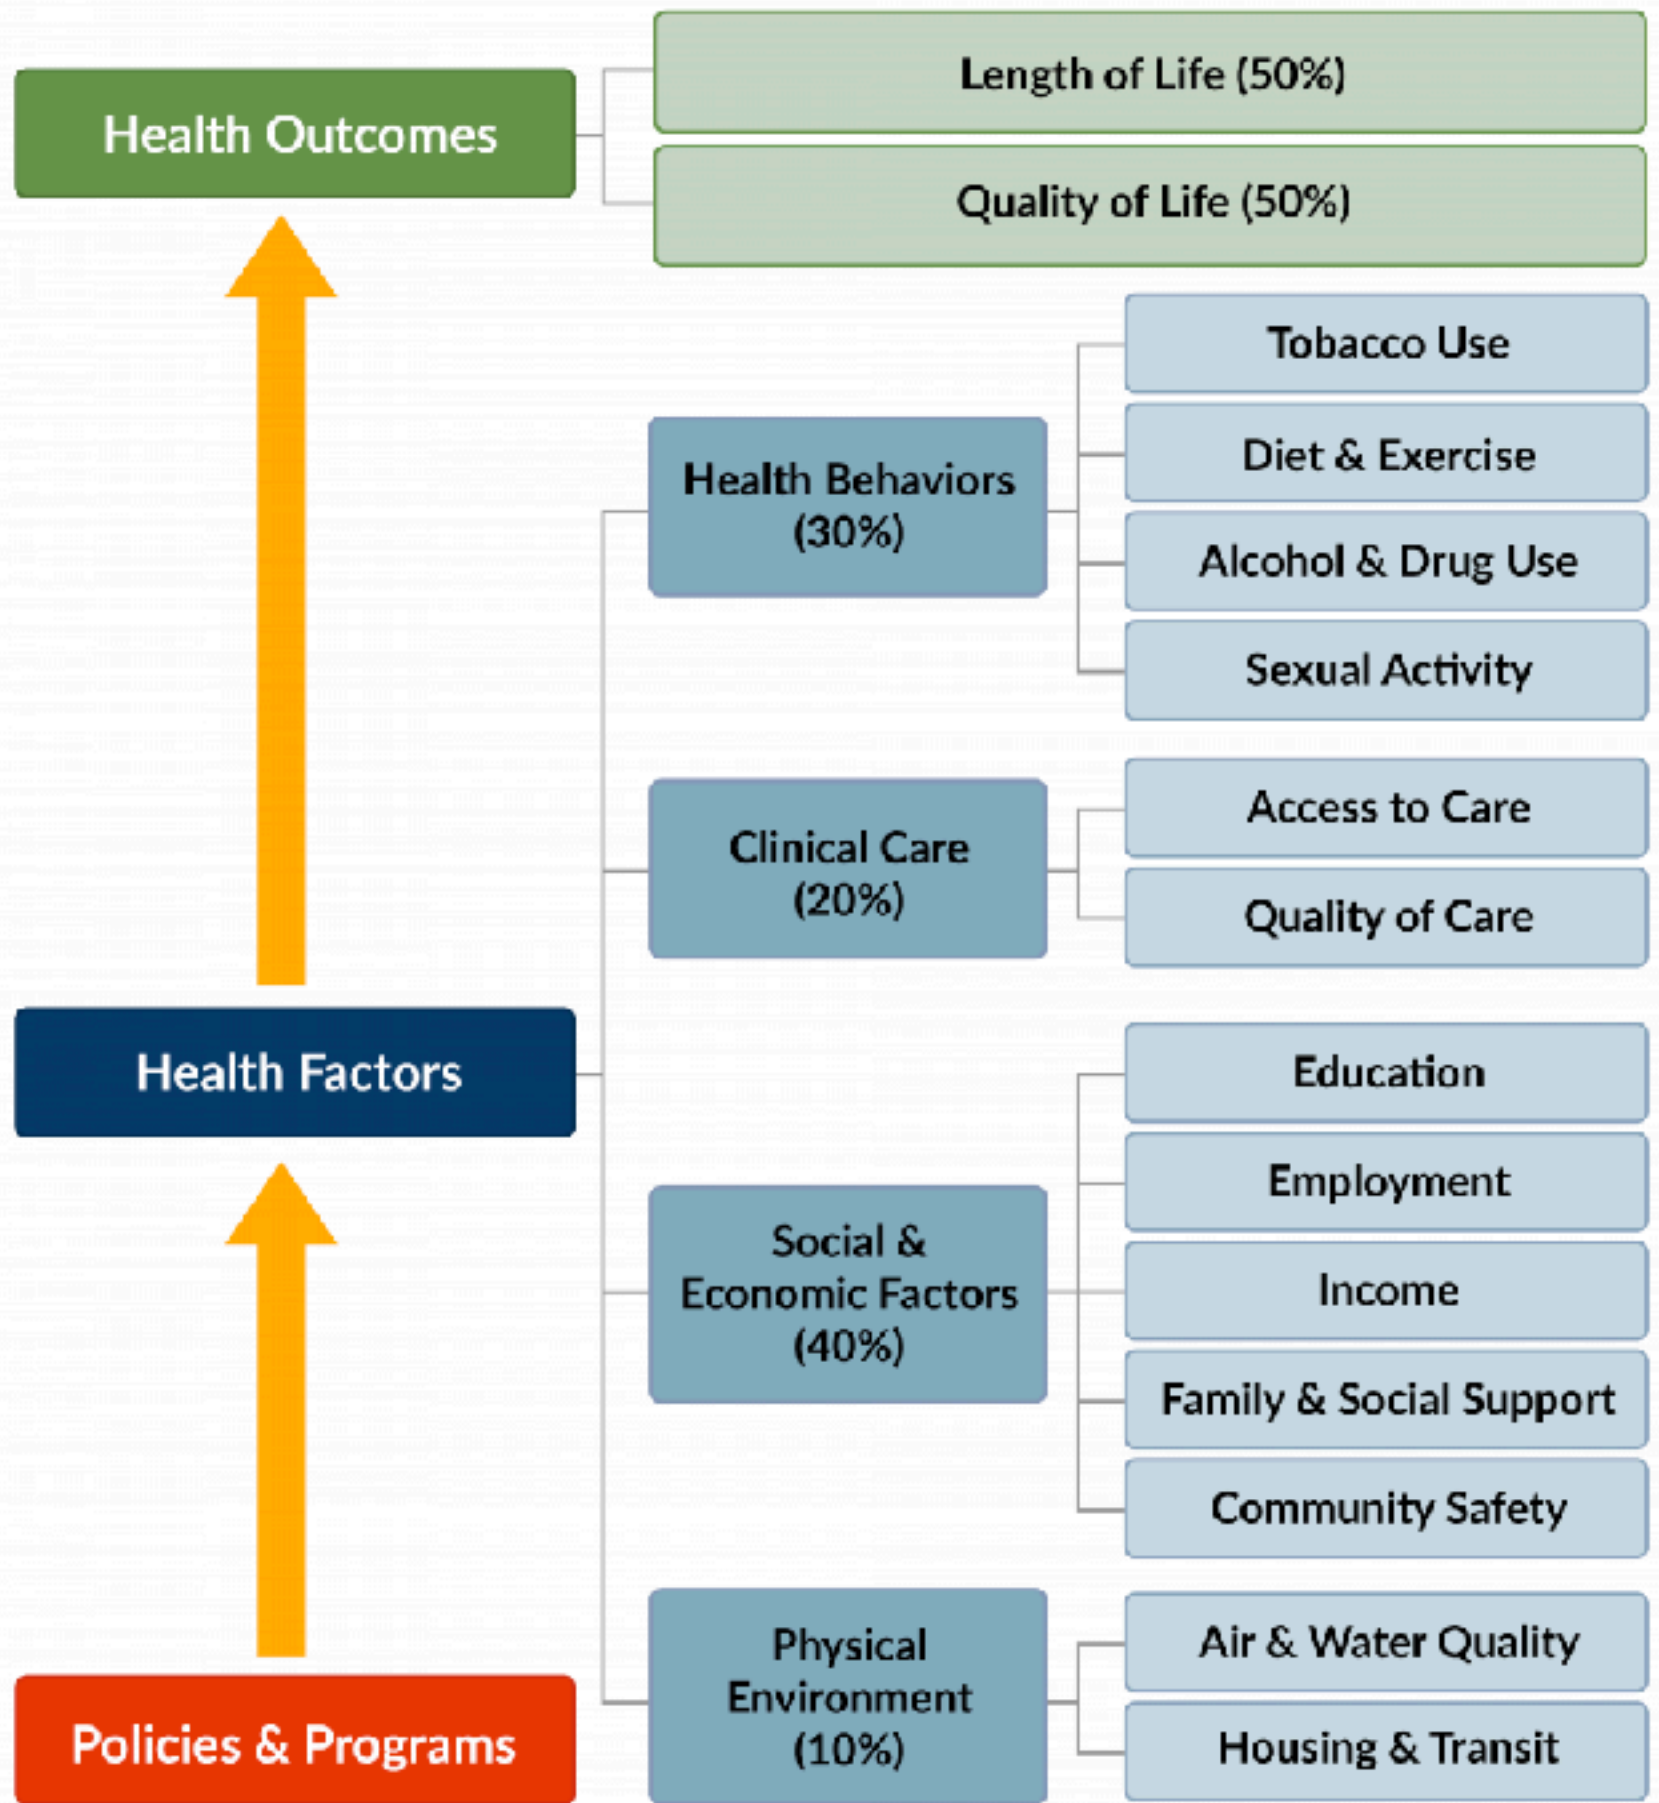 Health Outcomes
Length of Life (50%)
Quality of Life (50%)
Health Factors
Health Behaviors
(30%)
Tobacco Use
Diet & Exercise
Alcohol & Drug Use
Sexual Activity
Clinical Care
(20%)
Access to Care
Quality of Care
Social &
Economic Factors
(40%)
Education
Employment
Income
Family & Social Support
Community Safety
Physical
Environment
(10%)
Air & Water Quality
Housing & Transit
Policies & Programs